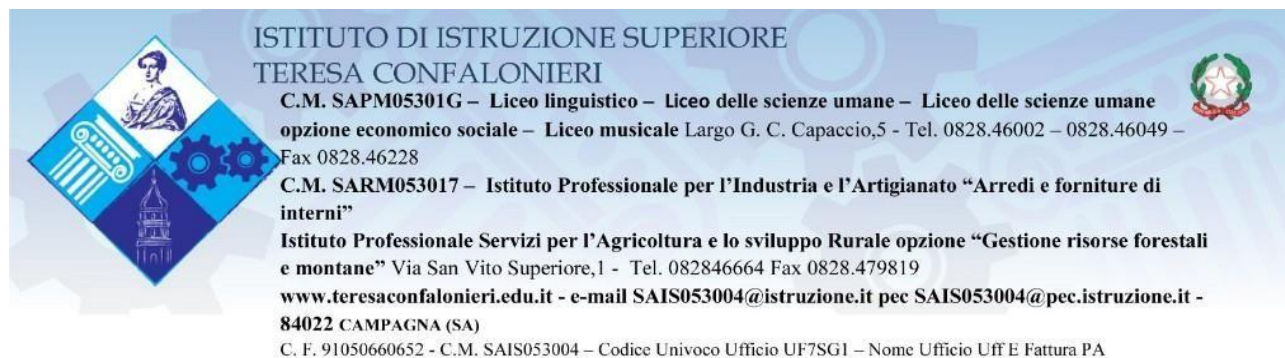 ISTITUTO DI ISTRUZIONE SUPERIORE
TERESA CONFALONIERI
C.M. SAPM05301G – Liceo linguistico – Liceo delle scienze umane – Liceo delle scienze umane
opzione economico sociale – Liceo musicale Largo G. C. Capaccio,5 - Tel. 0828.46002 – 0828.46049 –
Fax 0828.46228
C.M. SARM053017 – Istituto Professionale per l’Industria e l’Artigianato “Arredi e forniture di
interni”
Istituto Professionale Servizi per l’Agricoltura e lo sviluppo Rurale opzione “Gestione risorse forestali
e montane” Via San Vito Superiore,1 - Tel. 082846664 Fax 0828.479819
www.teresaconfalonieri.edu.it - e-mail SAIS053004@istruzione.it pec SAIS053004@pec.istruzione.it -
84022 CAMPAGNA (SA)
C. F. 91050660652 - C.M. SAIS053004 – Codice Univoco Ufficio UF7SG1 – Nome Ufficio Uff E Fattura PA